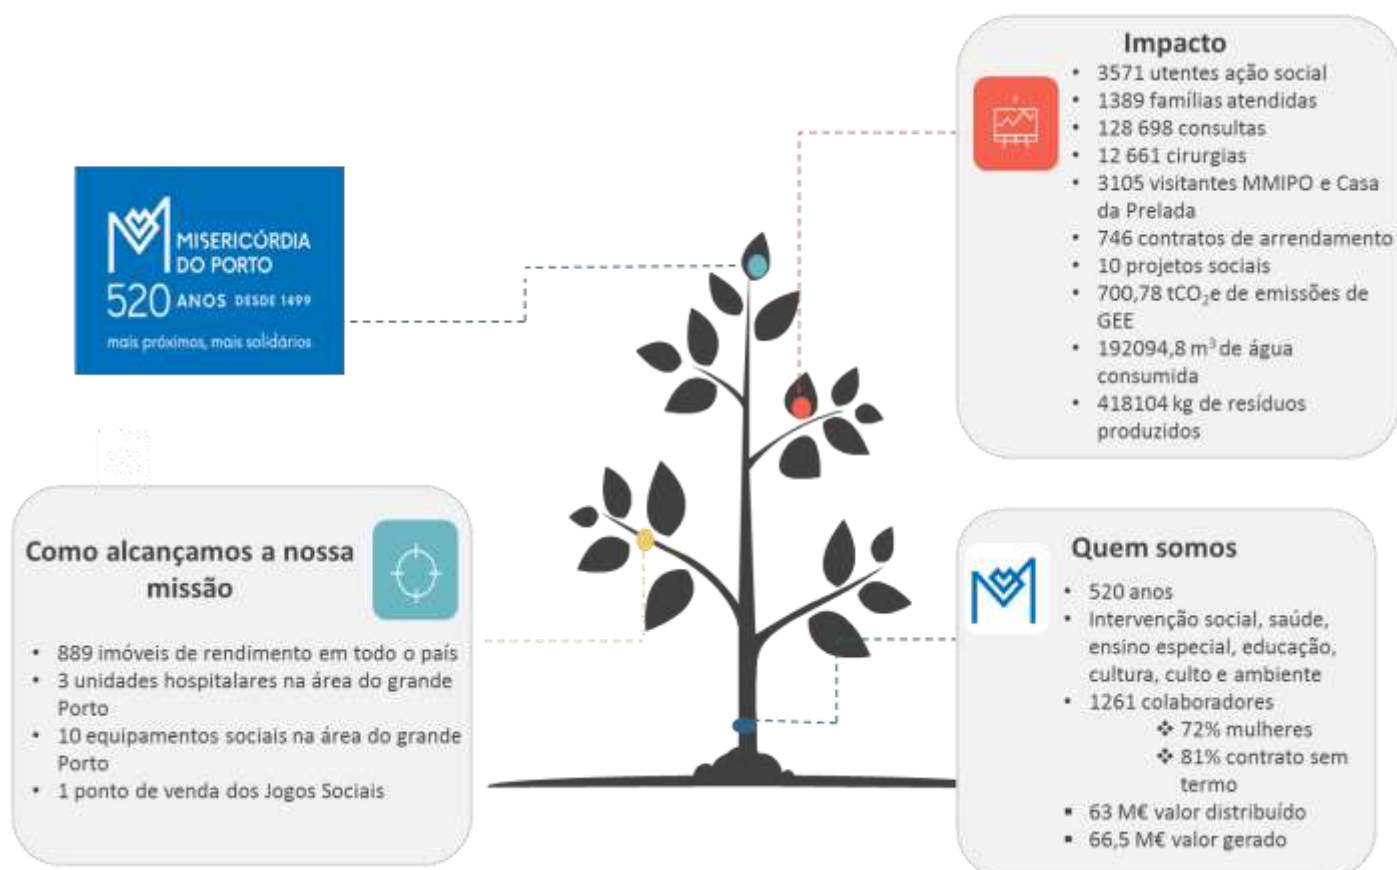 MISERICÓRDIA
DO PORTO
520 ANOS DESDE 1499
mais próximos, mais solidários
Impacto
• 3571 utentes ação social
• 1389 famílias atendidas
• 128 698 consultas
• 12 661 cirurgias
• 3105 visitantes MMIPO e Casa
da Prelada
• 746 contratos de arrendamento
• 10 projetos sociais
• 700,78 tCO₂e de emissões de
GEE
• 192094,8 m³ de água
consumida
• 418104 kg de resíduos
produzidos
Como alcançamos a nossa
missão
• 889 imóveis de rendimento em todo o país
• 3 unidades hospitalares na área do grande
Porto
• 10 equipamentos sociais na área do grande
Porto
• 1 ponto de venda dos Jogos Sociais
Quem somos
• 520 anos
• Intervenção social, saúde,
ensino especial, educação,
cultura, culto e ambiente
• 1261 colaboradores
❖ 72% mulheres
❖ 81% contrato sem
termo
▪ 63 M€ valor distribuído
▪ 66,5 M€ valor gerado